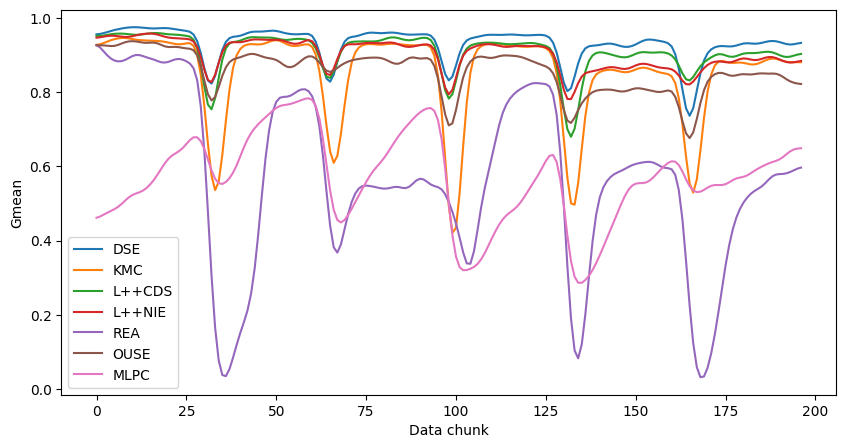 1.0
0.8
0.6
0.4
0.2
0.0
Gmean
DSE
KMC
L++CDS
L++NIE
REA
OUSE
MLPC
0 25 50 75 100 125 150 175 200
Data chunk